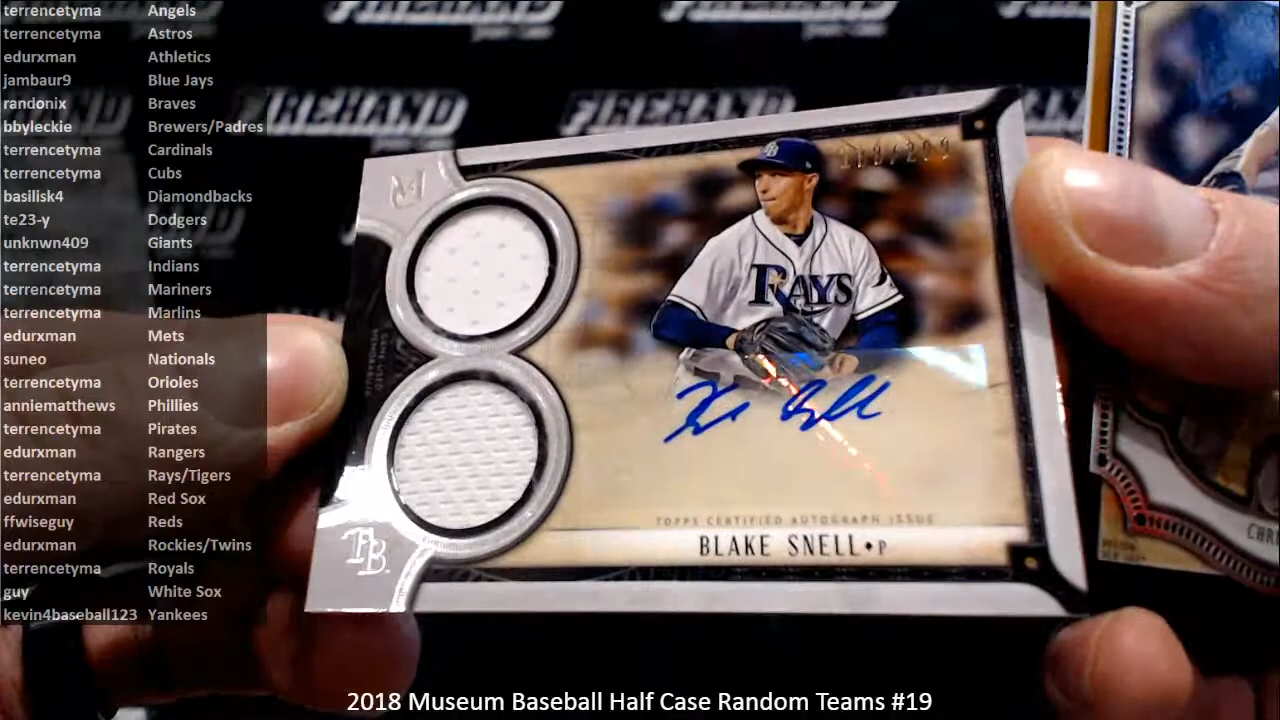 terrencetyma Angels
terrencetyma Astros
edurxman Athletics
jambaur9 Blue Jays
randonix Braves
bbyleckie Brewers/Padres
terrencetyma Cardinals
terrencetyma Cubs
basilisk4 Diamondbacks
te23-y Dodgers
unknwn409 Giants
terrencetyma Indians
terrencetyma Mariners
terrencetyma Marlins
edurxman Mets
suneo Nationals
terrencetyma Orioles
anniematthews Phillies
terrencetyma Pirates
edurxman Rangers
terrencetyma Rays/Tigers
edurxman Red Sox
ffwiseguy Reds
edurxman Rockies/Twins
terrencetyma Royals
guy White Sox
kevin4baseball123 Yankees
FIREHAND
FIREHAND
M
TB
RAYS
TOPPS CERTIFIED AUTOGRAPH ISSUE
BLAKE SNELL•P
TB
2018 Museum Baseball Half Case Random Teams #19